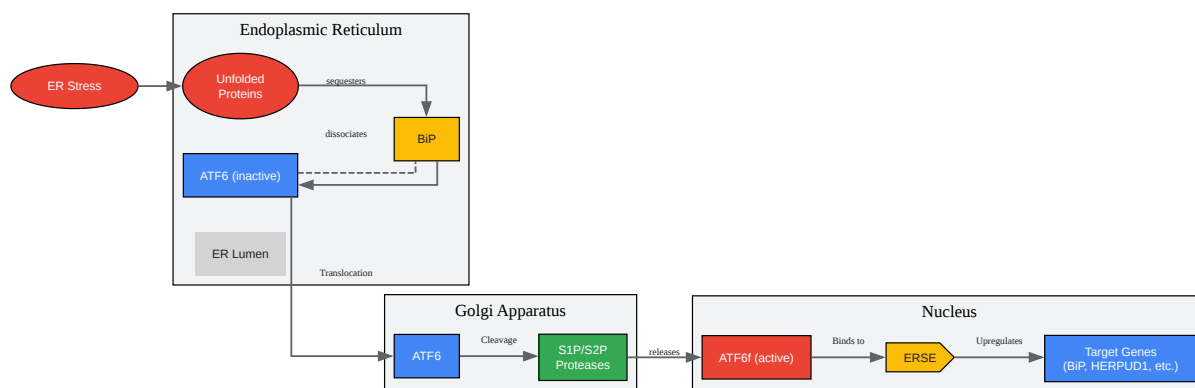 Endoplasmic Reticulum
ER Stress
Unfolded
Proteins
sequesters
BiP
dissociates
ATF6 (inactive)
ER Lumen
Translocation
Golgi Apparatus
ATF6
Cleavage
S1P/S2P
Proteases
releases
Nucleus
ATF6f (active)
Binds to
ERSE
Upregulates
Target Genes
(BiP, HERPUD1, etc.)